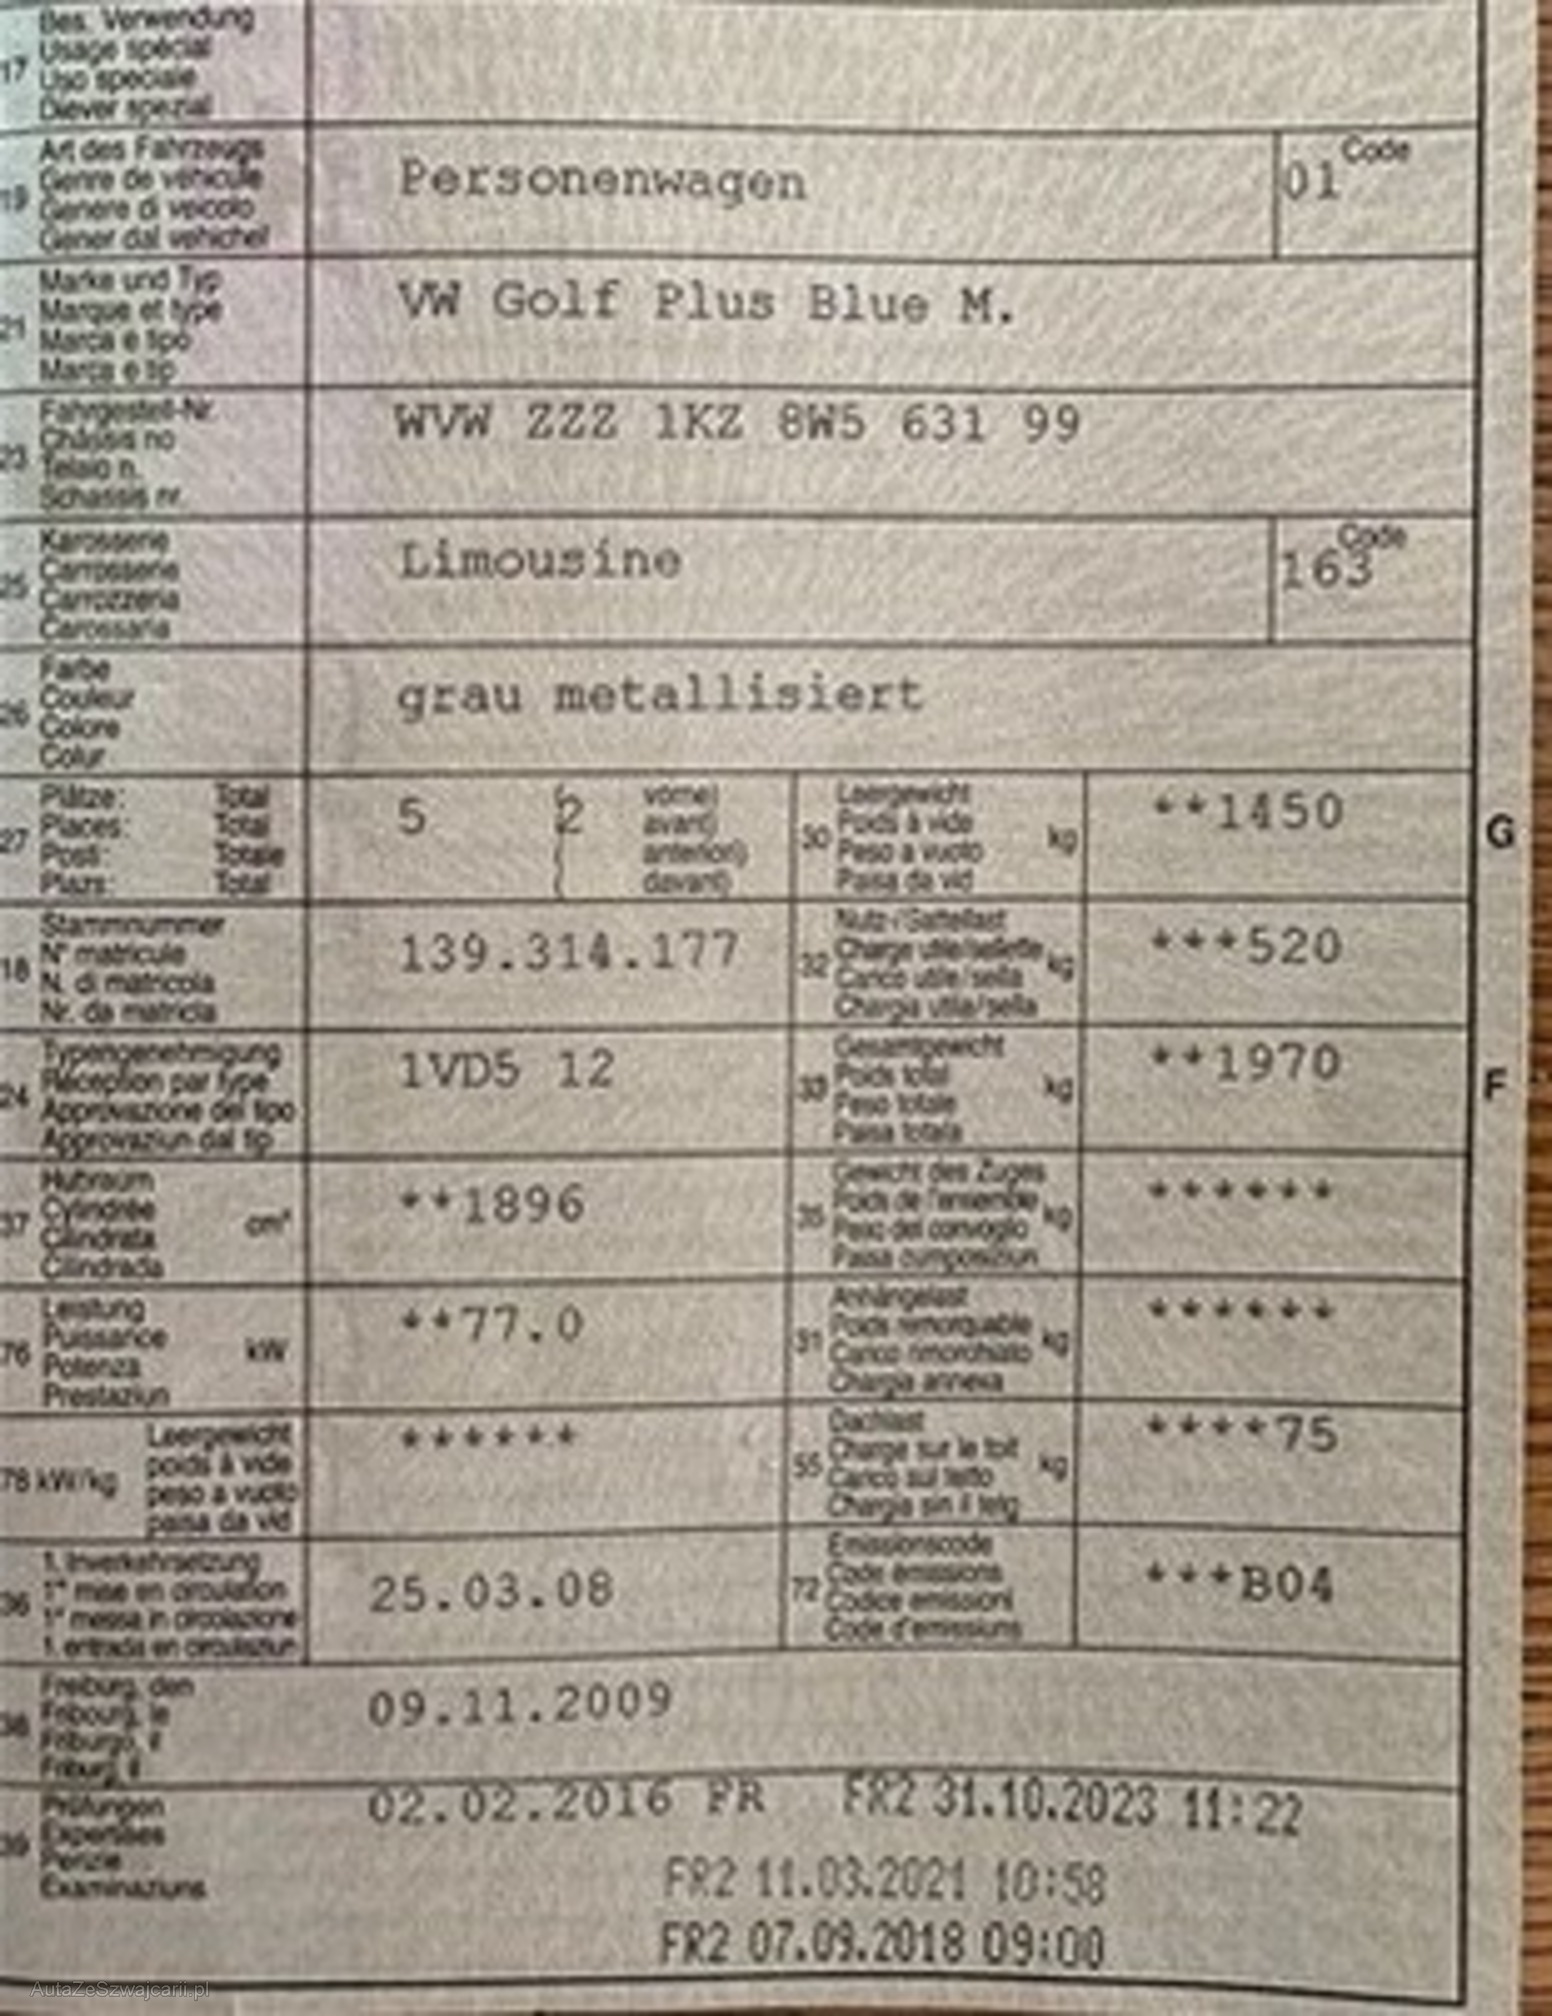 Bes. Verwendung
Usage spécial
17
Uso speciale
Diever spezial
Art des Fahrzeugs
Genre de véhicule
19
Genere di veicolo
Gener dal vehichel
Personenwagen
Code
01
Marke und Typ
Marque et type
21
Marca e tipo
Marca e tip
VW Golf Plus Blue M.
Fahrgestell-Nr.
Châssis no
23
Telaio n.
Schassis nr.
WVW ZZZ 1KZ 8W5 631 99
Karosserie
Carrosserie
25
Carrozzeria
Carossaria
Limousine
Code
163
Farbe
Couleur
26
Colore
Colur
grau metallisiert
Plätze: Total
Places: Total
27
Posti: Totale
Plazs: Total
5 ( 2
vorne)
avant)
anteriori)
davant)
Leergewicht
30 Poids à vide kg
Peso a vuoto
Paisa da vid
**1450
G
Stammnummer
N° matricule
18
N. di matricola
Nr. da matricla
139.314.177
Nutz-/Sattellast
Charge utile/sellette
32 kg
Carico utile/sella
Chargia utila/sella
***520
Typengenehmigung
Réception par type
24
Approvazione del tipo
Approvaziun dal tip
1VD5 12
Gesamtgewicht
33 Poids total kg
Peso totale
Paisa totala
**1970
F
Hubraum
Cylindrée
37 cm³
Cilindrata
Cilindrada
**1896
Gewicht des Zuges
Poids de l'ensemble
35 kg
Peso del convoglio
Paisa cumposiziun
******
Leistung
Puissance
76 kW
Potenza
Prestaziun
**77.0
Anhängelast
Poids remorquable
31 kg
Carico rimorchiato
Chargia annexa
******
Leergewicht
poids à vide
78 kW/kg
peso a vuoto
paisa da vid
******
Dachlast
Charge sur le toit
55 kg
Carico sul tetto
Chargia sin il tetg
****75
1. Inverkehrsetzung
1re mise en circulation
36
1a messa in circolazione
1. entrada en circulaziun
25.03.08
Emissionscode
72 Code émissions
Codice emissioni
Code d'emissiuns
***B04
Freiburg, den
Fribourg, le
38
Friburgo, il
Friburg, il
09.11.2009
Prüfungen
Expertises
39
Perizie
Examinaziuns
02.02.2016 FR FR2 31.10.2023 11:22
FR2 11.03.2021 10:58
FR2 07.09.2018 09:00
AutaZeSzwajcarii.pl